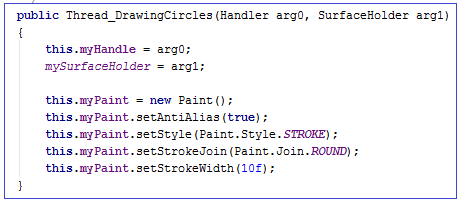 public Thread_DrawingCircles(Handler arg0, SurfaceHolder arg1)
{
this.myHandle = arg0;
mySurfaceHolder = arg1;
this.myPaint = new Paint();
this.myPaint.setAntiAlias(true);
this.myPaint.setStyle(Paint.Style.STROKE);
this.myPaint.setStrokeJoin(Paint.Join.ROUND);
this.myPaint.setStrokeWidth(10f);
}